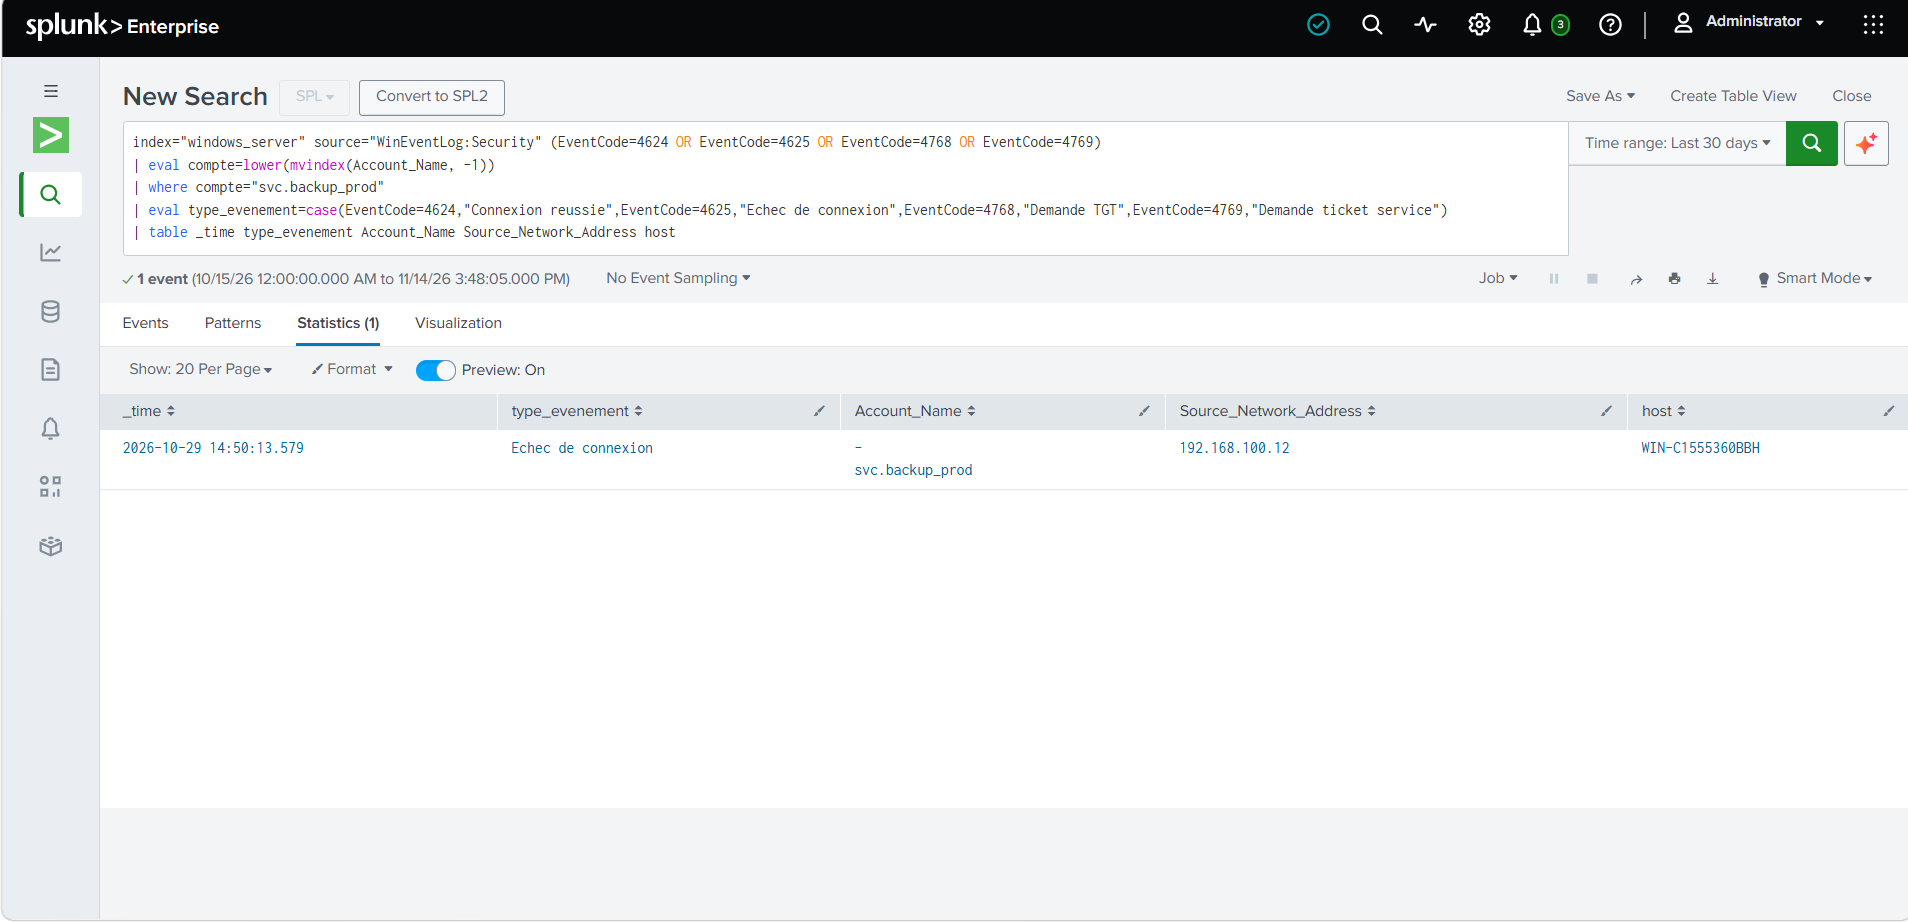 splunk> Enterprise
3
Administrator
New Search
SPL
Convert to SPL2
Save As
Create Table View
Close
index="windows_server" source="WinEventLog:Security" (EventCode=4624 OR EventCode=4625 OR EventCode=4768 OR EventCode=4769)
| eval compte=lower(mvindex(Account_Name, -1))
| where compte="svc.backup_prod"
| eval type_evenement=case(EventCode=4624,"Connexion reussie",EventCode=4625,"Echec de connexion",EventCode=4768,"Demande TGT",EventCode=4769,"Demande ticket service")
| table _time type_evenement Account_Name Source_Network_Address host
Time range: Last 30 days
1 event (10/15/26 12:00:00.000 AM to 11/14/26 3:48:05.000 PM)
No Event Sampling
Job
Smart Mode
Events
Patterns
Statistics (1)
Visualization
Show: 20 Per Page
Format
Preview: On
_time
type_evenement
Account_Name
Source_Network_Address
host
2026-10-29 14:50:13.579
Echec de connexion
-
svc.backup_prod
192.168.100.12
WIN-C1555360BBH